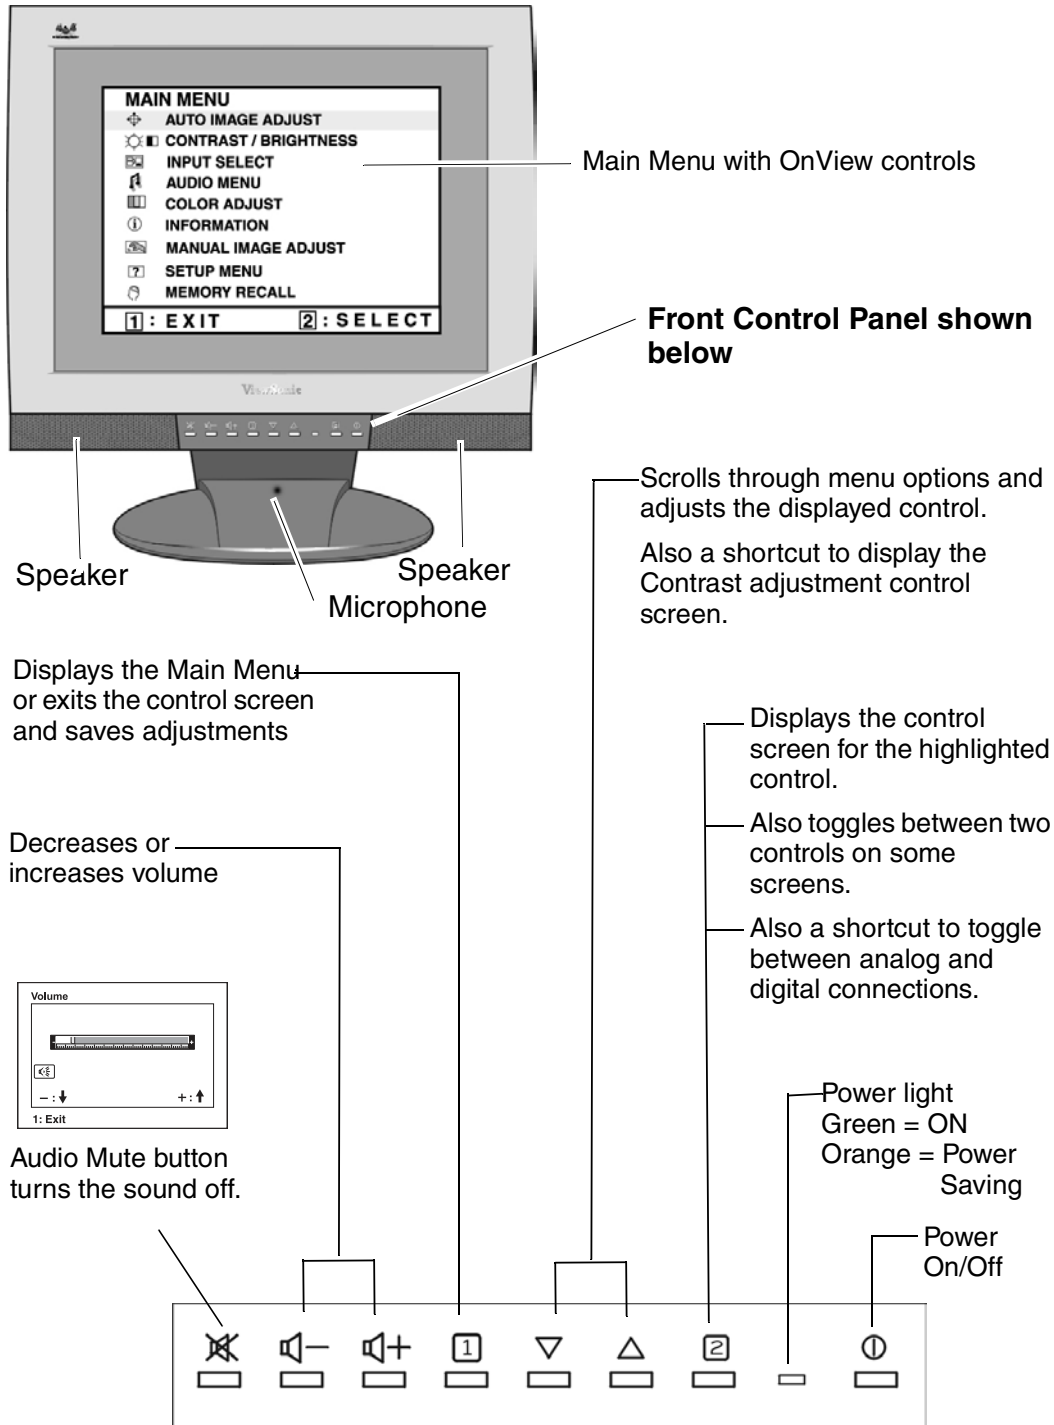 MAIN MENU
AUTO IMAGE ADJUST
CONTRAST / BRIGHTNESS
INPUT SELECT
AUDIO MENU
COLOR ADJUST
INFORMATION
MANUAL IMAGE ADJUST
SETUP MENU
MEMORY RECALL
1 : EXIT 2 : SELECT
ViewSonic
Main Menu with OnView controls
Front Control Panel shown
below
Speaker
Microphone
Speaker
Scrolls through menu options and
adjusts the displayed control.
Also a shortcut to display the
Contrast adjustment control
screen.
Displays the Main Menu
or exits the control screen
and saves adjustments
Displays the control
screen for the highlighted
control.
Also toggles between two
controls on some
screens.
Also a shortcut to toggle
between analog and
digital connections.
Decreases or
increases volume
Volume
– : ↓ + : ↑
1: Exit
Audio Mute button
turns the sound off.
Power light
Green = ON
Orange = Power
Saving
Power
On/Off
1 2